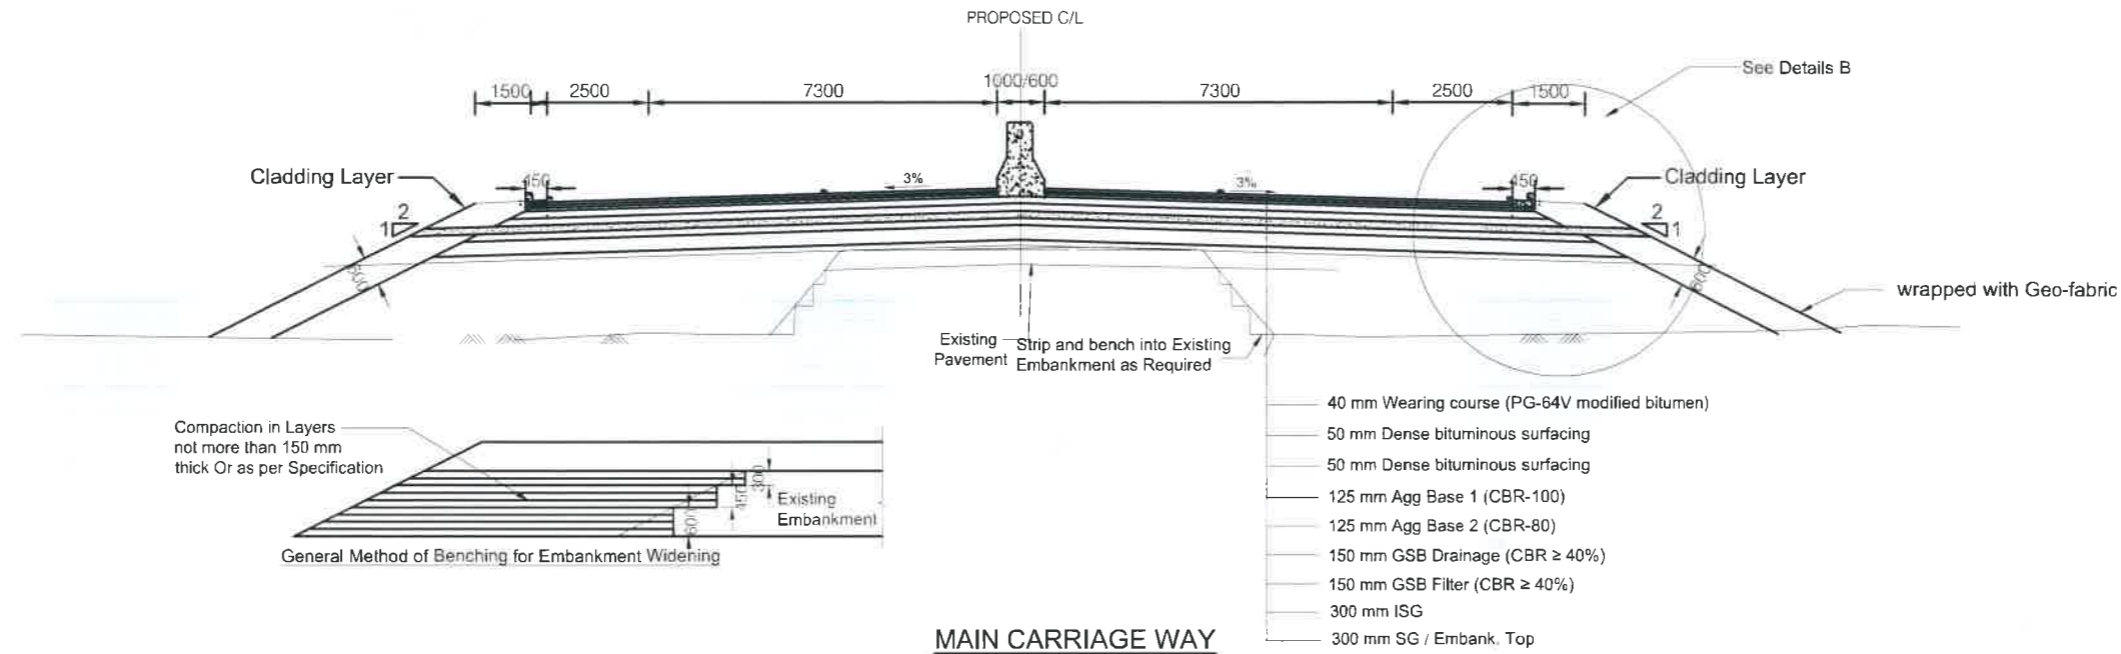 PROPOSED C/L
See Details B
1500
2500
7300
1000/600
7300
2500
1500
Cladding Layer
450
3%
3%
450
Cladding Layer
2
1
2
1
600
600
wrapped with Geo-fabric
Existing
Pavement
Strip and bench into Existing
Embankment as Required
40 mm Wearing course (PG-64V modified bitumen)
50 mm Dense bituminous surfacing
50 mm Dense bituminous surfacing
125 mm Agg Base 1 (CBR-100)
125 mm Agg Base 2 (CBR-80)
150 mm GSB Drainage (CBR ≥ 40%)
150 mm GSB Filter (CBR ≥ 40%)
300 mm ISG
300 mm SG / Embank. Top
Compaction in Layers
not more than 150 mm
thick Or as per Specification
300
450
600
Existing
Embankment
General Method of Benching for Embankment Widening
MAIN CARRIAGE WAY